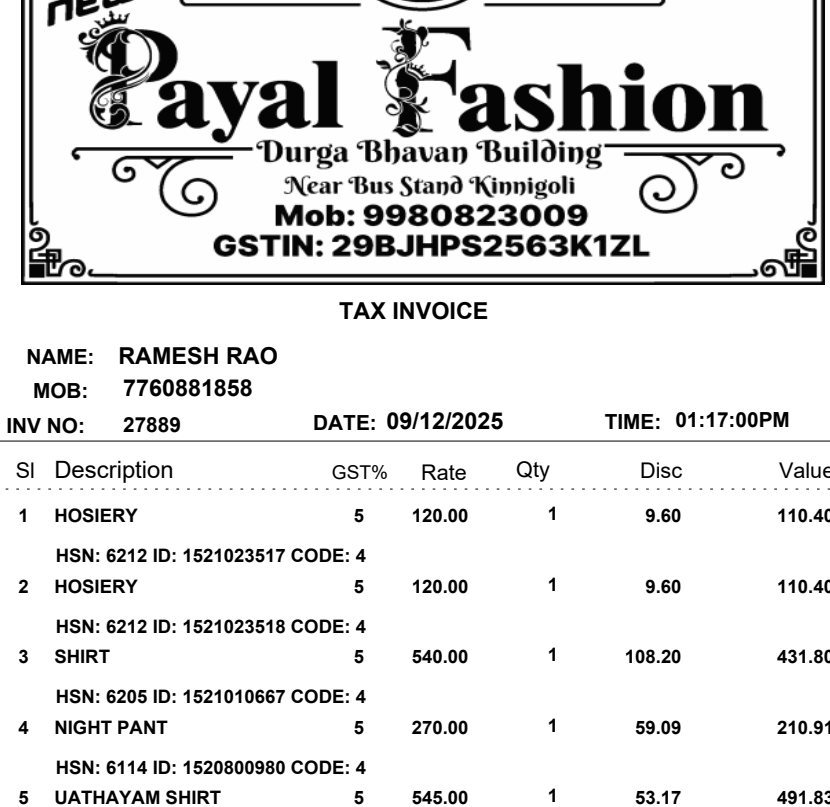 new
Payal Fashion
Durga Bhavan Building
Near Bus Stand Kinnigoli
Mob: 9980823009
GSTIN: 29BJHPS2563K1ZL
TAX INVOICE
NAME: RAMESH RAO
MOB: 7760881858
INV NO: 27889 DATE: 09/12/2025 TIME: 01:17:00PM
Sl Description GST% Rate Qty Disc Value
1 HOSIERY 5 120.00 1 9.60 110.40
HSN: 6212 ID: 1521023517 CODE: 4
2 HOSIERY 5 120.00 1 9.60 110.40
HSN: 6212 ID: 1521023518 CODE: 4
3 SHIRT 5 540.00 1 108.20 431.80
HSN: 6205 ID: 1521010667 CODE: 4
4 NIGHT PANT 5 270.00 1 59.09 210.91
HSN: 6114 ID: 1520800980 CODE: 4
5 UATHAYAM SHIRT 5 545.00 1 53.17 491.83